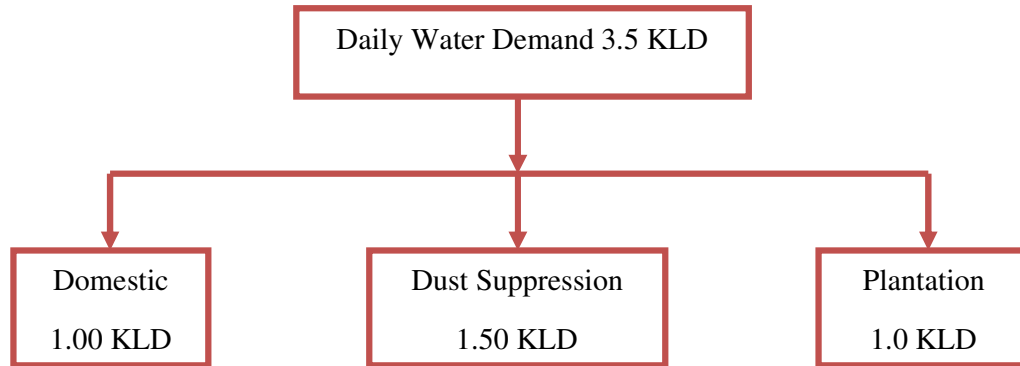 Daily Water Demand 3.5 KLD
Domestic
1.00 KLD
Dust Suppression
1.50 KLD
Plantation
1.0 KLD